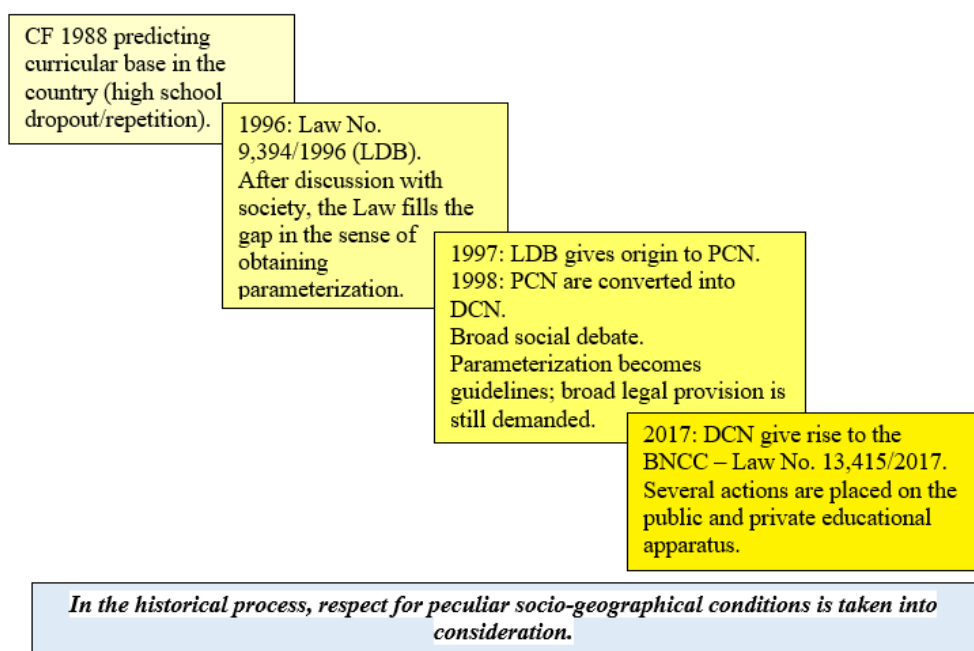 CF 1988 predicting
curricular base in the
country (high school
dropout/repetition).
1996: Law No.
9,394/1996 (LDB).
After discussion with
society, the Law fills the
gap in the sense of
obtaining
parameterization.
1997: LDB gives origin to PCN.
1998: PCN are converted into
DCN.
Broad social debate.
Parameterization becomes
guidelines; broad legal provision is
still demanded.
2017: DCN give rise to the
BNCC – Law No. 13,415/2017.
Several actions are placed on the
public and private educational
apparatus.
In the historical process, respect for peculiar socio-geographical conditions is taken into
consideration.